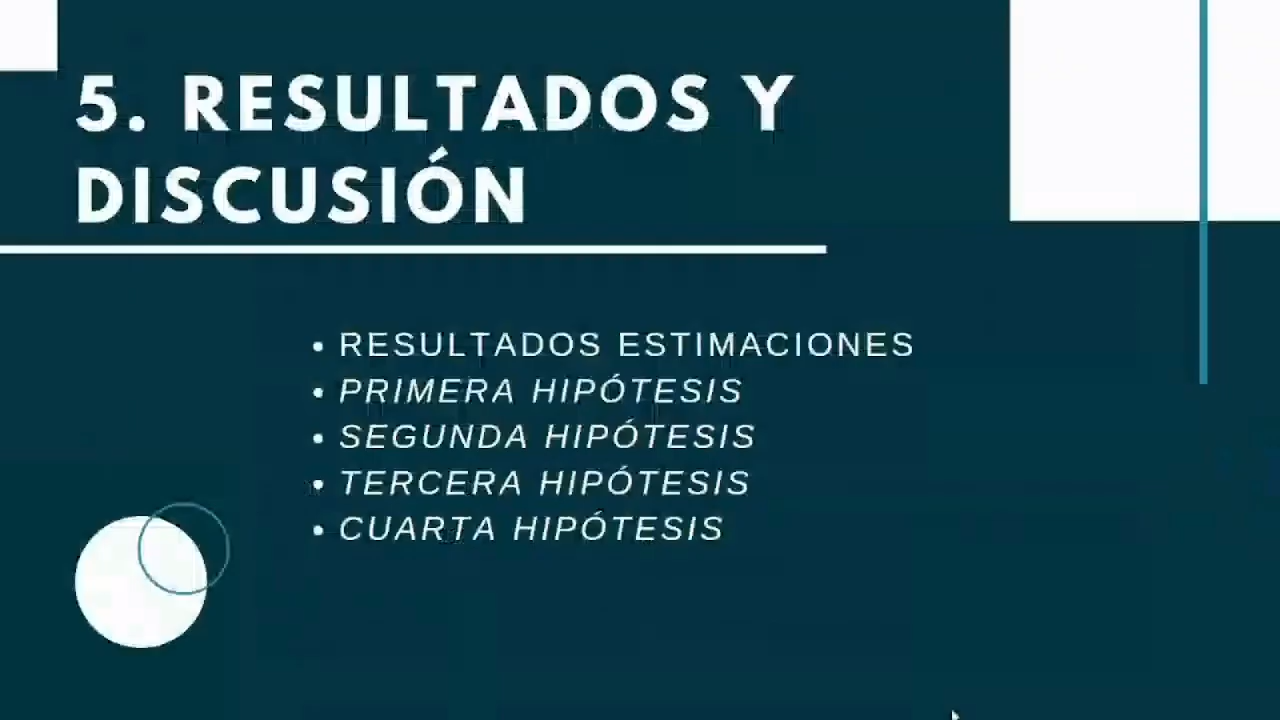 5. RESULTADOS Y
DISCUSIÓN
• RESULTADOS ESTIMACIONES
• PRIMERA HIPÓTESIS
• SEGUNDA HIPÓTESIS
• TERCERA HIPÓTESIS
• CUARTA HIPÓTESIS